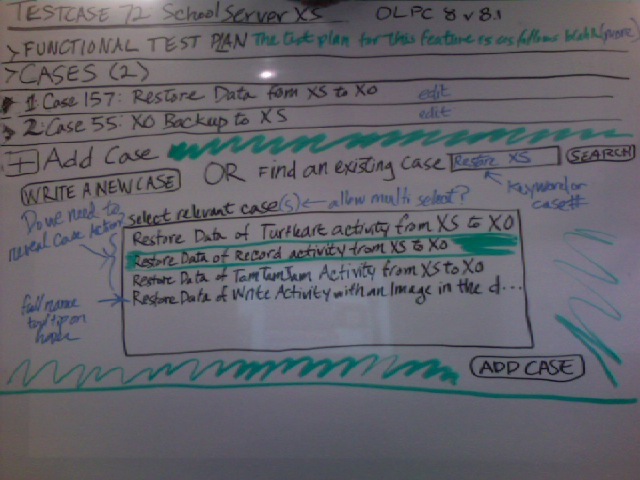 TESTCASE 72 School Server XS OLPC 8 v 8.1
> FUNCTIONAL TEST PLAN The test plan for this feature is as follows blah (more)
> CASES (2)
1: Case 157: Restore Data from XS to XO edit
2: Case 55: XO Backup to XS edit
+ Add Case
WRITE A NEW CASE OR Find an existing Case Restore XS SEARCH
Keyword or case #
Do we need to reveal Case Actor?
select relevant case(s) ← allow multi select?
Restore Data of TurtleArt activity from XS to XO
Restore Data of Record activity from XS to XO
Restore Data of TamTamJam Activity from XS to XO
Restore Data of Write Activity with an Image in the d...
full name tooltip on hover
ADD CASE